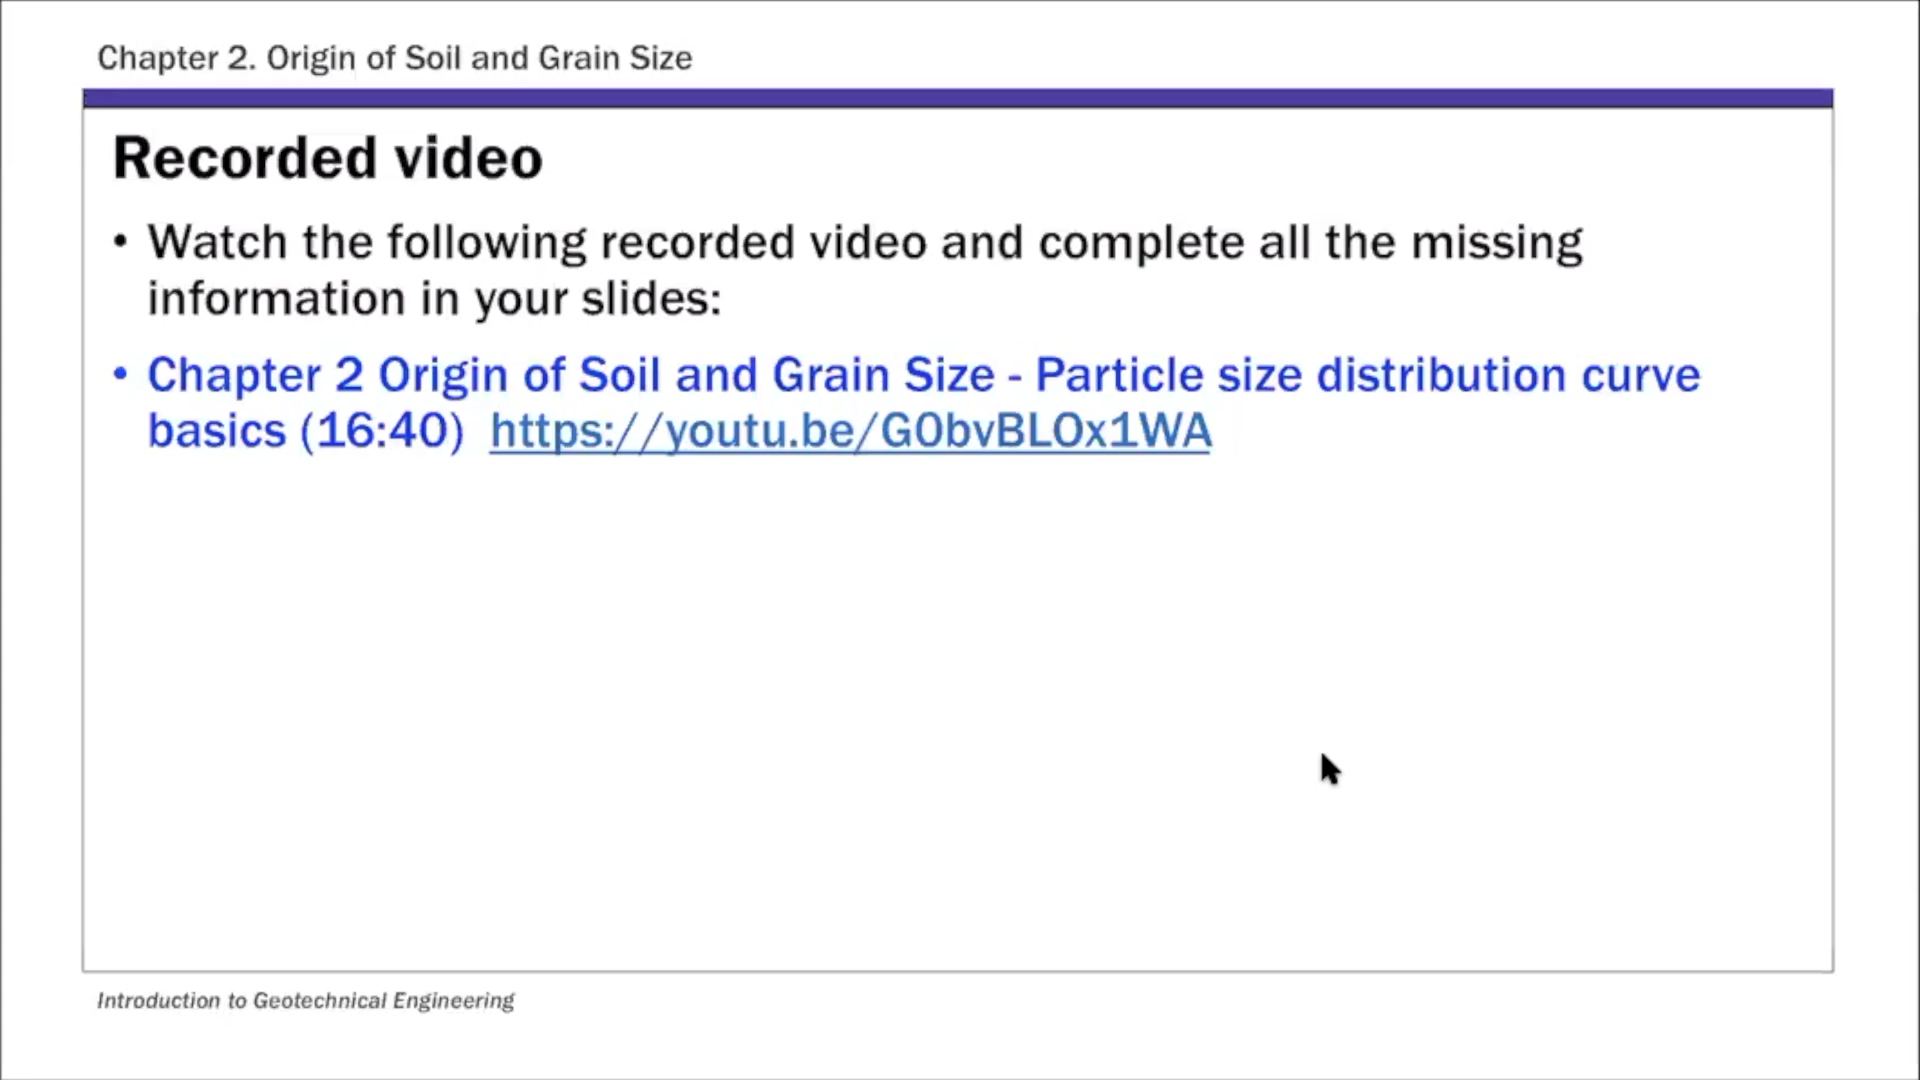 Chapter 2. Origin of Soil and Grain Size
Recorded video
• Watch the following recorded video and complete all the missing
information in your slides:
• Chapter 2 Origin of Soil and Grain Size - Particle size distribution curve
basics (16:40) https://youtu.be/G0bvBLOx1WA
Introduction to Geotechnical Engineering